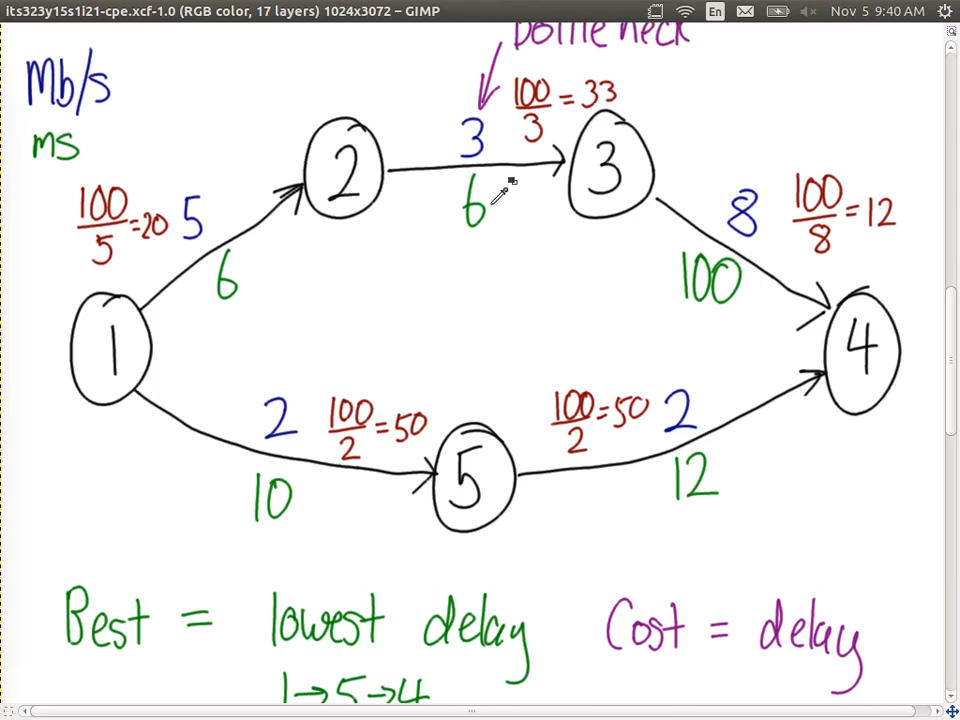 its323y15s1i21-cpe.xcf-1.0 (RGB color, 17 layers) 1024x3072 – GIMP
En
Nov 5 9:40 AM
bottleneck
Mb/s
ms
100/3 = 33
3
6
2
3
100/5 = 20
5
6
8
100/8 = 12
100
1
4
2
100/2 = 50
100/2 = 50
2
5
10
12
Best = lowest delay
Cost = delay
1→5→4